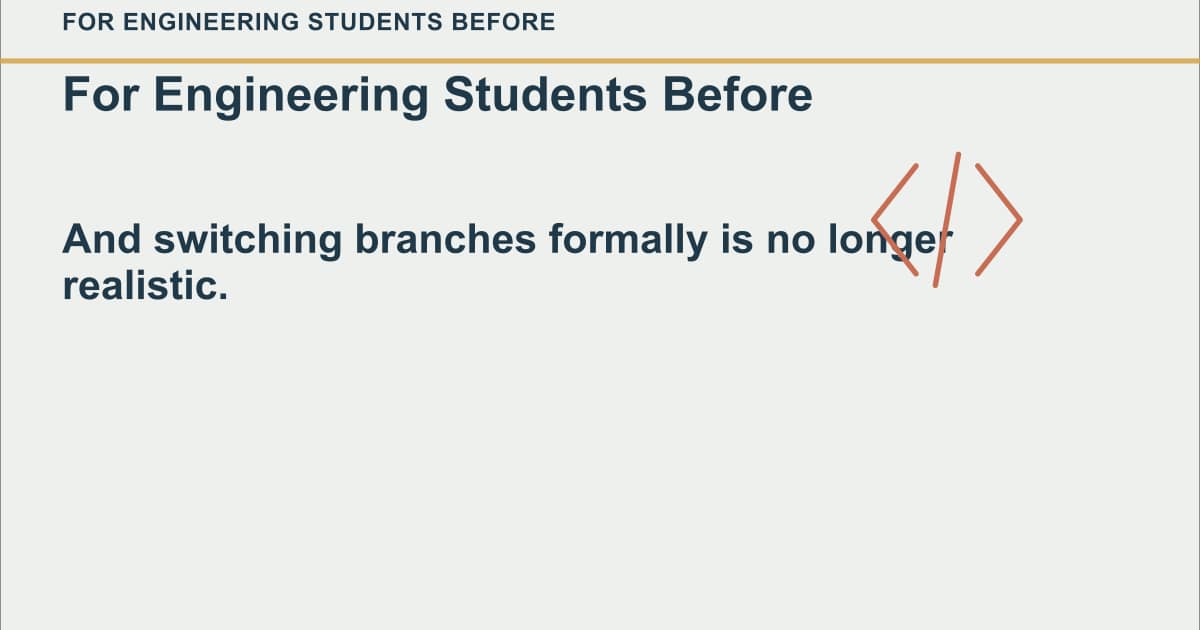 FOR ENGINEERING STUDENTS BEFORE
For Engineering Students Before
And switching branches formally is no longer
realistic.